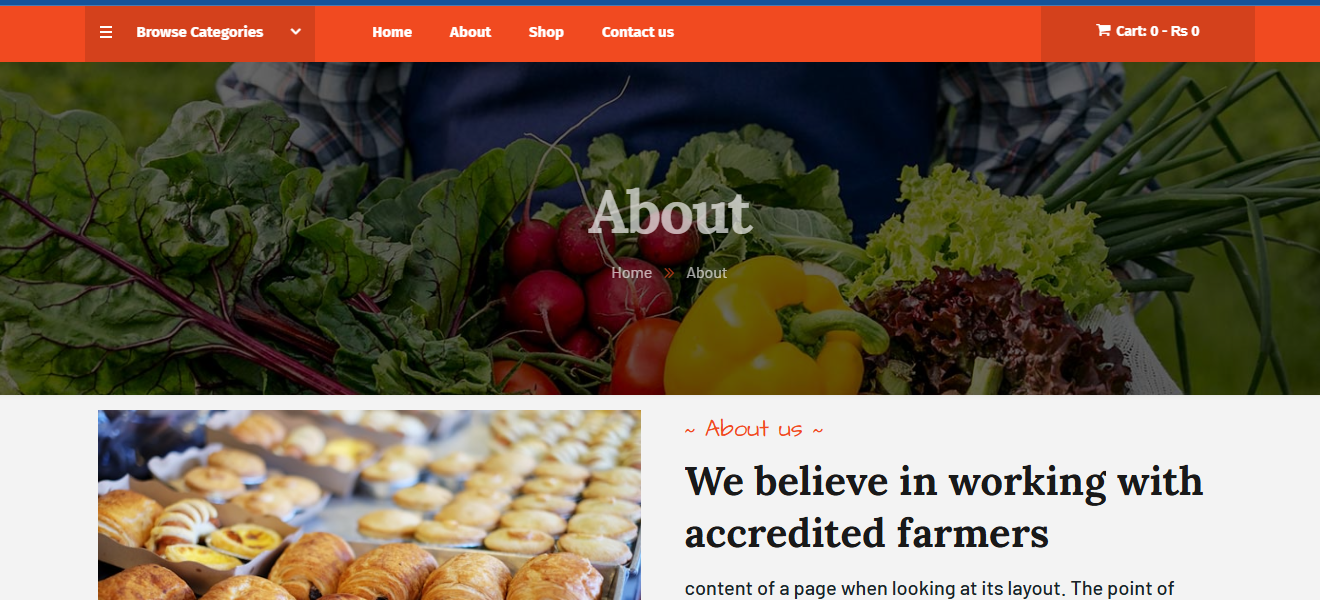 Browse Categories Home About Shop Contact us Cart: 0 - Rs 0
About
Home » About
~ About us ~
We believe in working with
accredited farmers
content of a page when looking at its layout. The point of